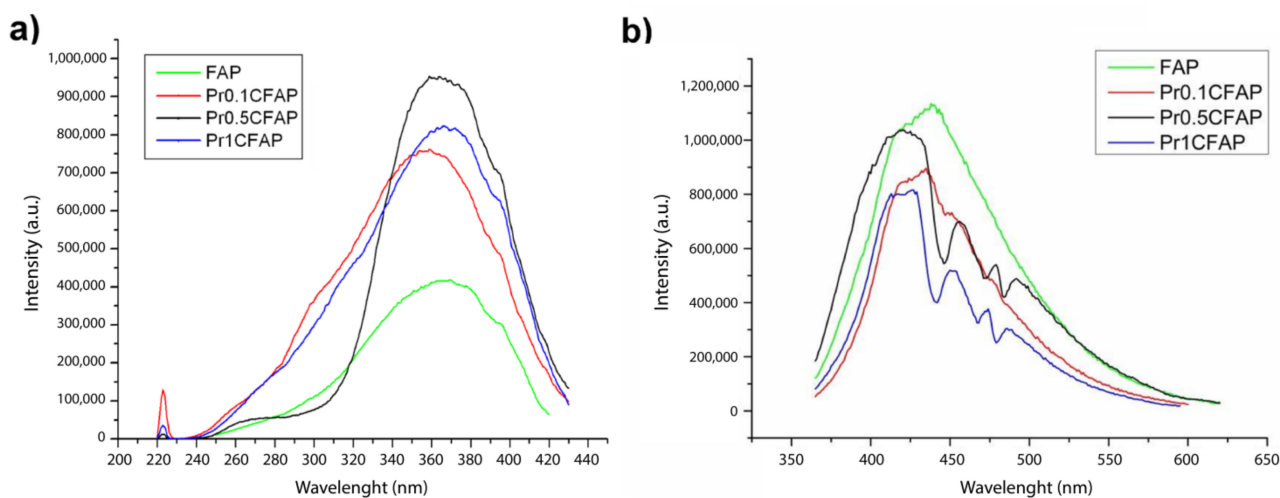 a)
FAP
Pr0.1CFAP
Pr0.5CFAP
Pr1CFAP
1,000,000
900,000
800,000
700,000
600,000
500,000
400,000
300,000
200,000
100,000
0
Intensity (a.u.)
200 220 240 260 280 300 320 340 360 380 400 420 440
Wavelenght (nm)
b)
FAP
Pr0.1CFAP
Pr0.5CFAP
Pr1CFAP
1,200,000
1,000,000
800,000
600,000
400,000
200,000
0
Intensity (a.u.)
350 400 450 500 550 600 650
Wavelenght (nm)